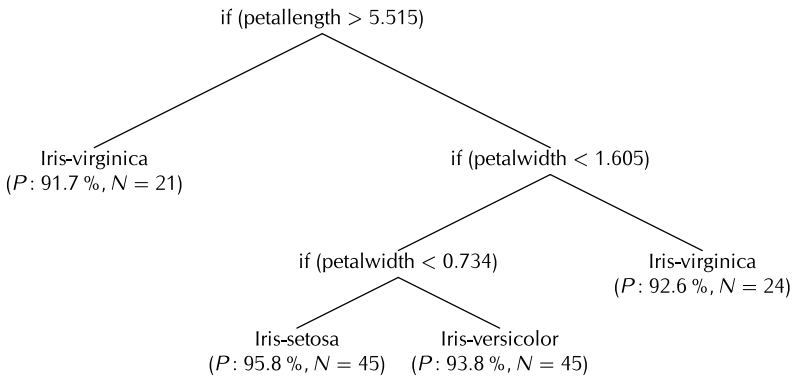 if (petallength > 5.515)
Iris-virginica
(P: 91.7 %, N = 21)
if (petalwidth < 1.605)
if (petalwidth < 0.734)
Iris-virginica
(P: 92.6 %, N = 24)
Iris-setosa
(P: 95.8 %, N = 45)
Iris-versicolor
(P: 93.8 %, N = 45)